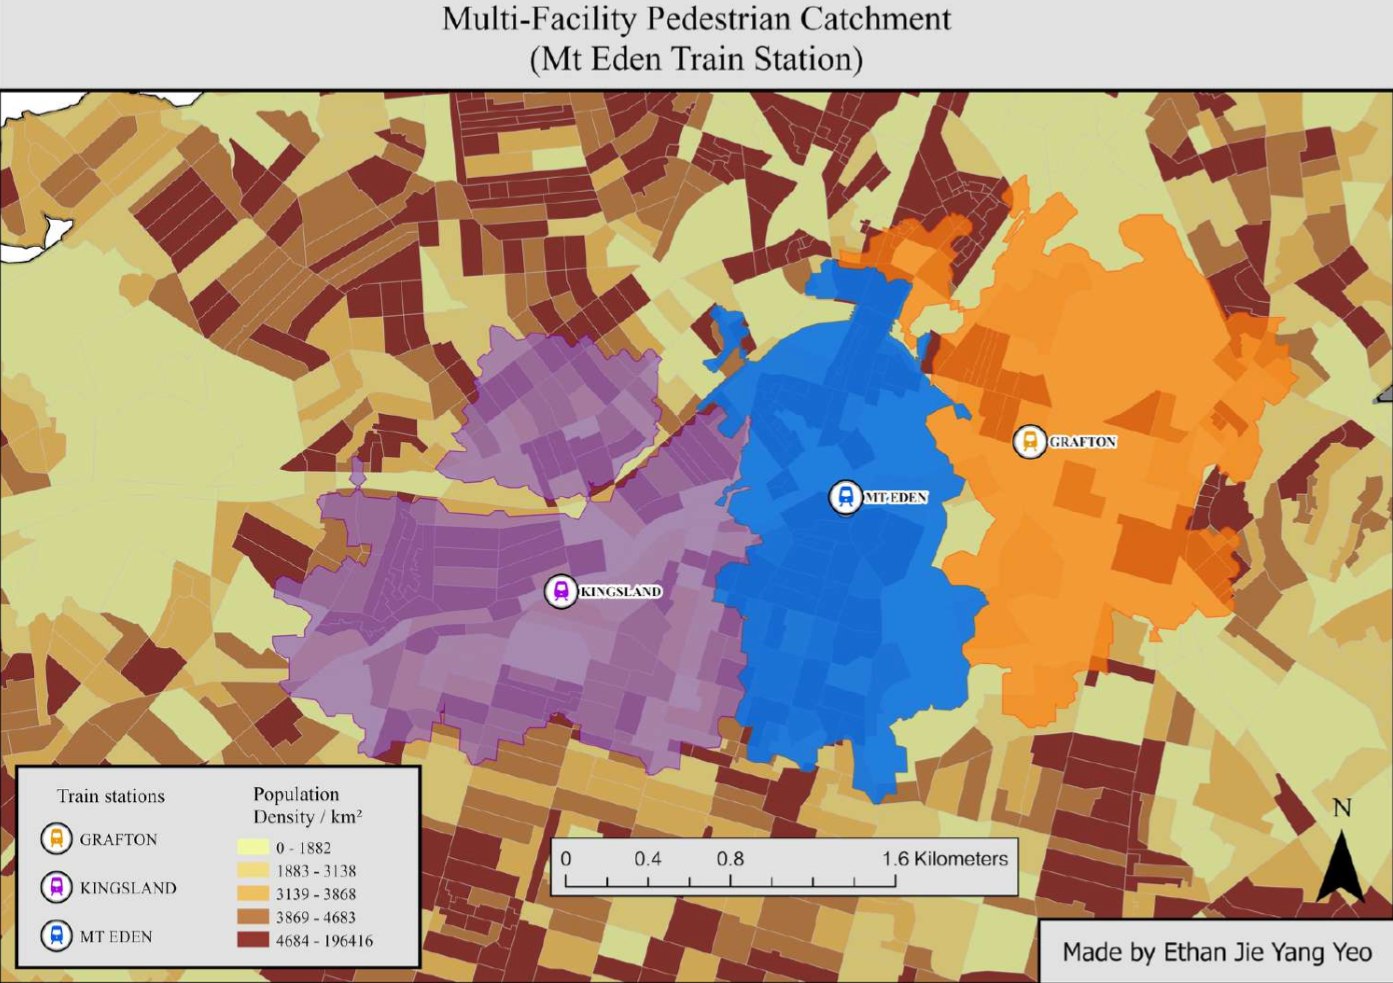 Multi-Facility Pedestrian Catchment
(Mt Eden Train Station)
GRAFTON
MT EDEN
KINGSLAND
Train stations
GRAFTON
KINGSLAND
MT EDEN
Population
Density / km²
0 - 1882
1883 - 3138
3139 - 3868
3869 - 4683
4684 - 196416
0 0.4 0.8 1.6 Kilometers
N
Made by Ethan Jie Yang Yeo